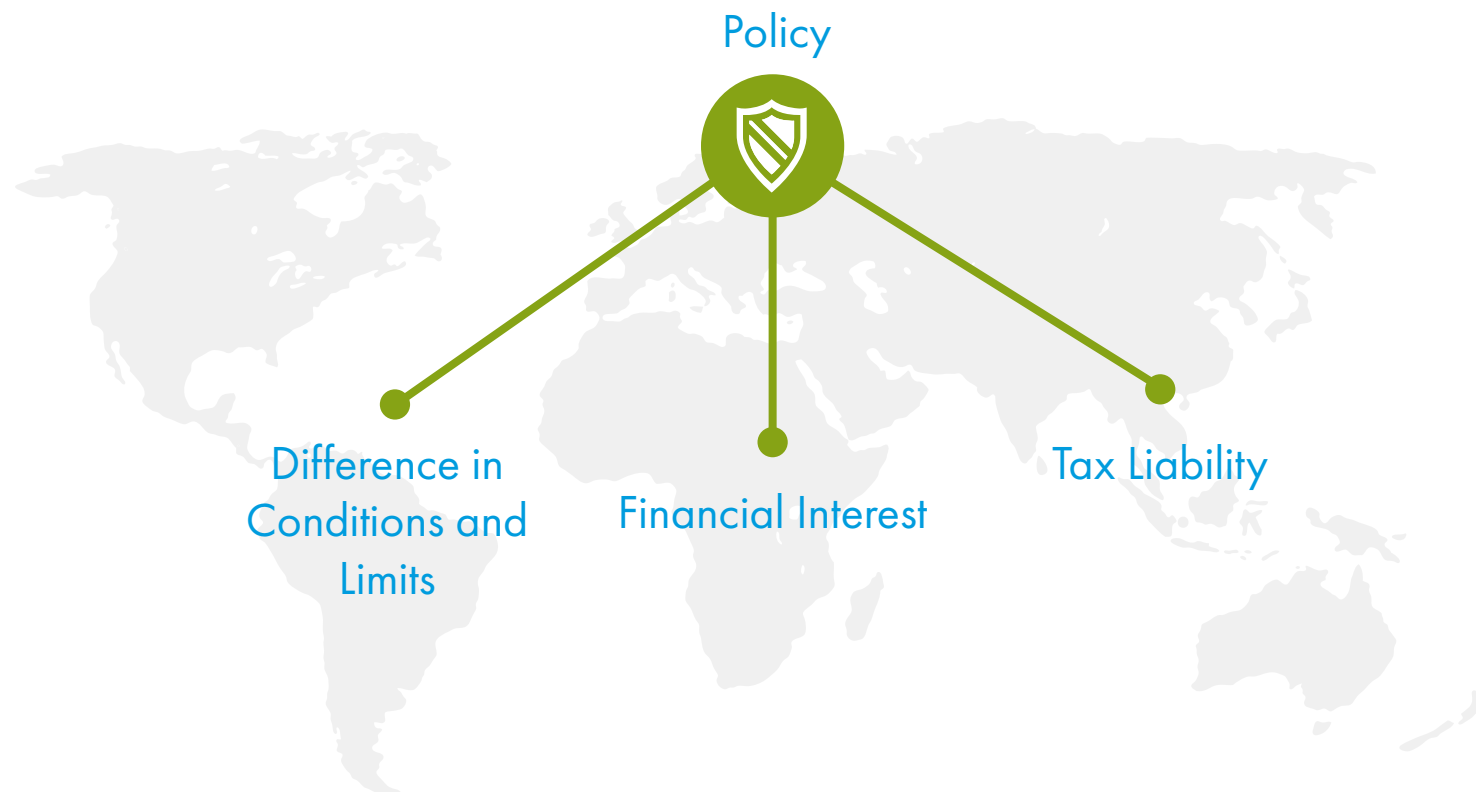 Policy
Difference in
Conditions and
Limits
Financial Interest
Tax Liability